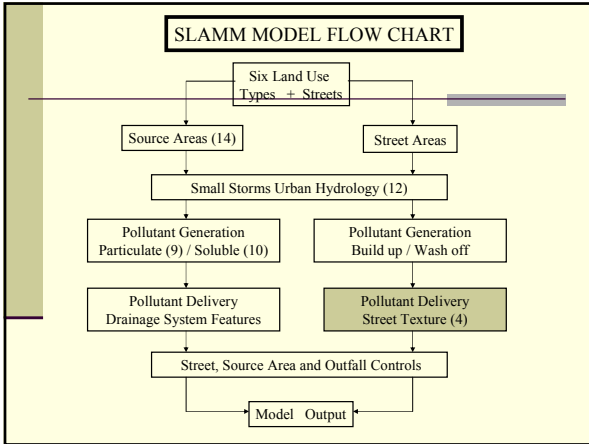 SLAMM MODEL FLOW CHART
Six Land Use
Types + Streets
Source Areas (14)
Street Areas
Small Storms Urban Hydrology (12)
Pollutant Generation
Particulate (9) / Soluble (10)
Pollutant Generation
Build up / Wash off
Pollutant Delivery
Drainage System Features
Pollutant Delivery
Street Texture (4)
Street, Source Area and Outfall Controls
Model Output